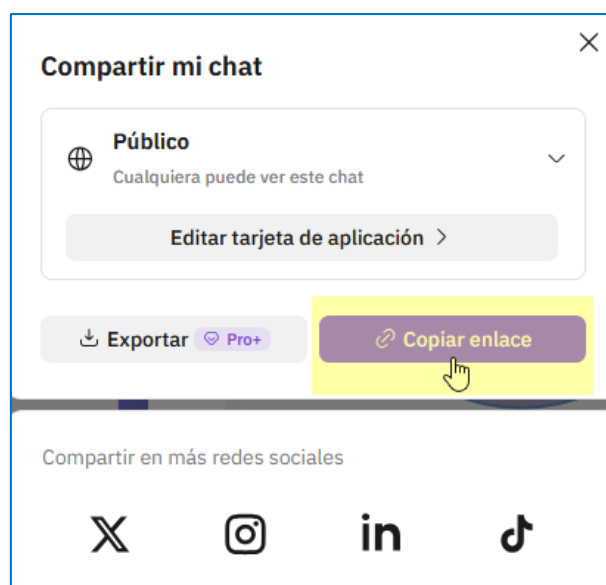 Compartir mi chat
Público
Cualquiera puede ver este chat
Editar tarjeta de aplicación
Exportar Pro+ Copiar enlace
Compartir en más redes sociales